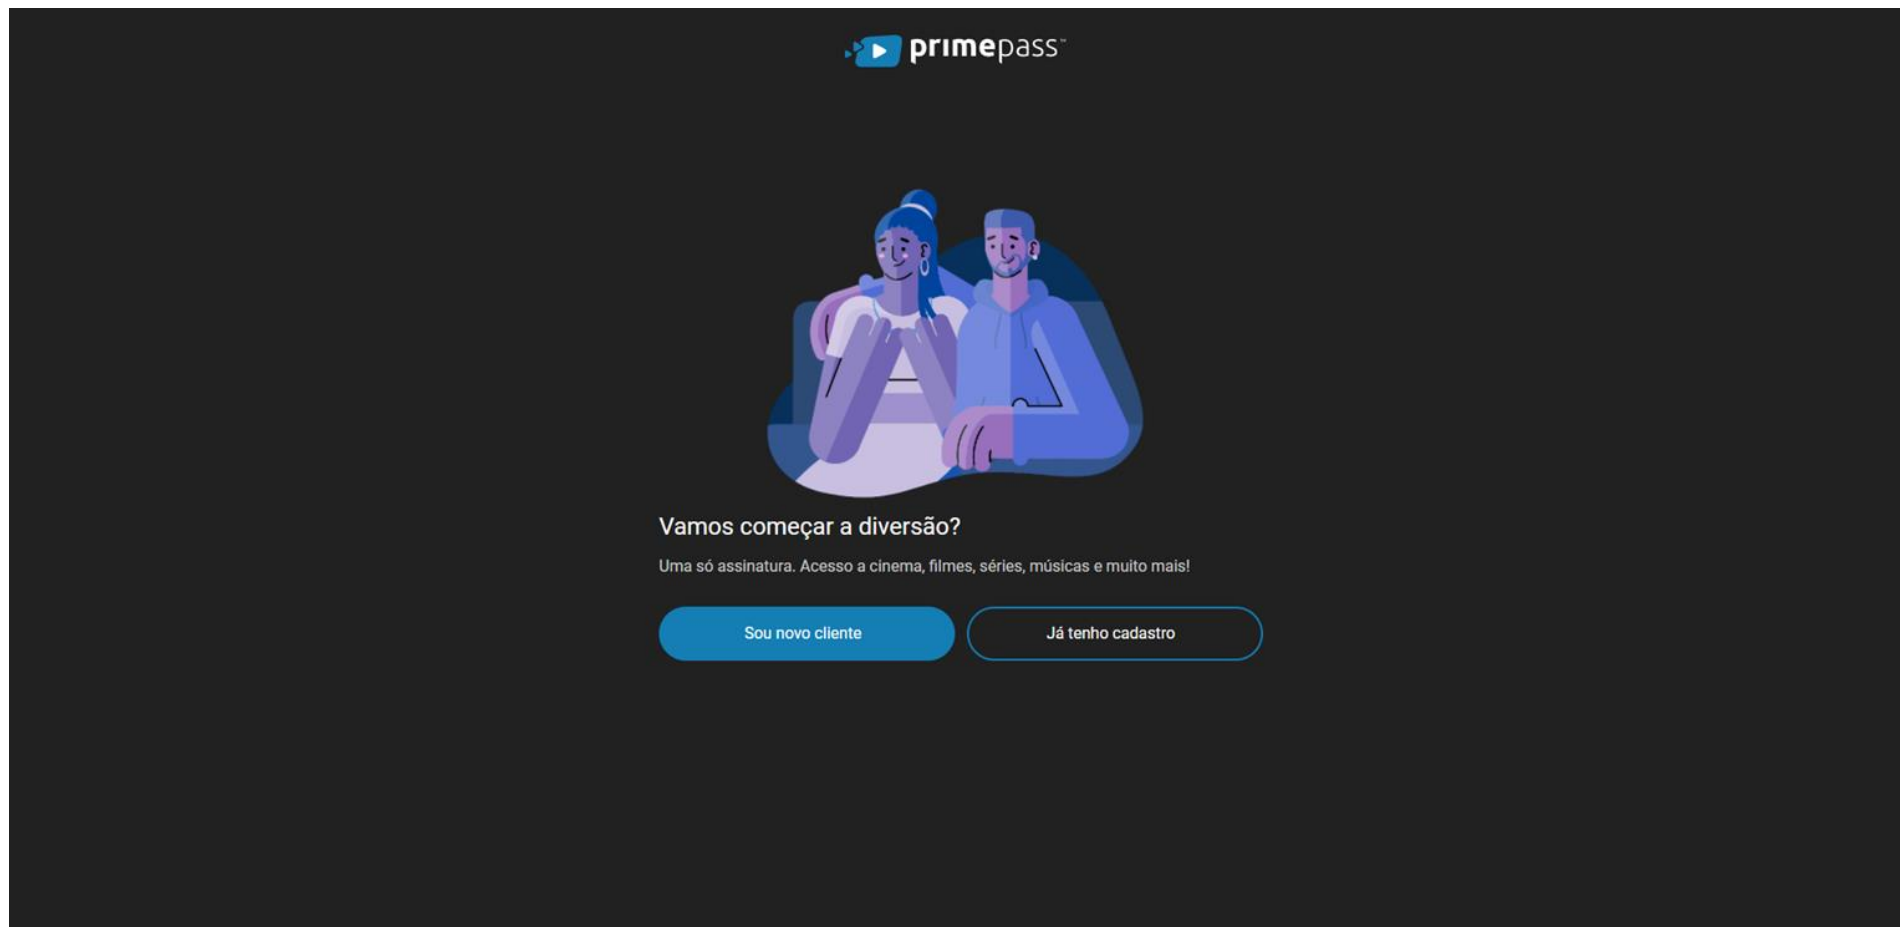 primepass™
Vamos começar a diversão?
Uma só assinatura. Acesso a cinema, filmes, séries, músicas e muito mais!
Sou novo cliente
Já tenho cadastro